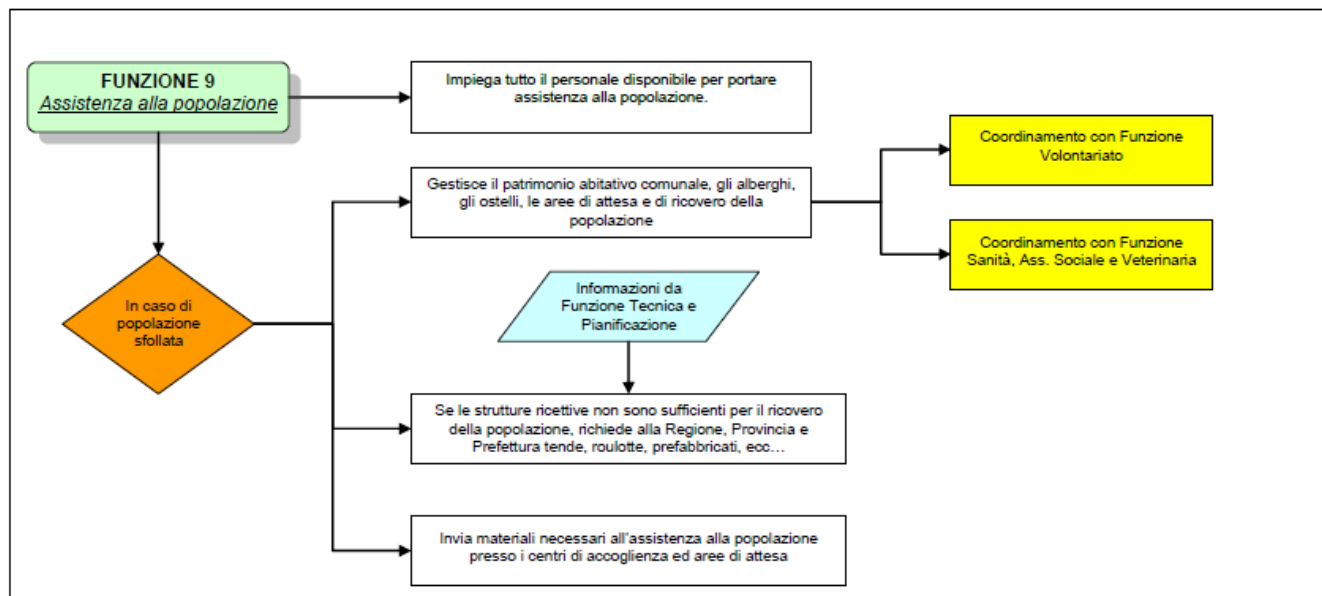 FUNZIONE 9
Assistenza alla popolazione
Impiega tutto il personale disponibile per portare
assistenza alla popolazione.
Coordinamento con Funzione
Volontariato
Gestisce il patrimonio abitativo comunale, gli alberghi,
gli ostelli, le aree di attesa e di ricovero della
popolazione
Coordinamento con Funzione
Sanità, Ass. Sociale e Veterinaria
In caso di
popolazione
sfollata
Informazioni da
Funzione Tecnica e
Pianificazione
Se le strutture ricettive non sono sufficienti per il ricovero
della popolazione, richiede alla Regione, Provincia e
Prefettura tende, roulotte, prefabbricati, ecc…
Invia materiali necessari all'assistenza alla popolazione
presso i centri di accoglienza ed aree di attesa